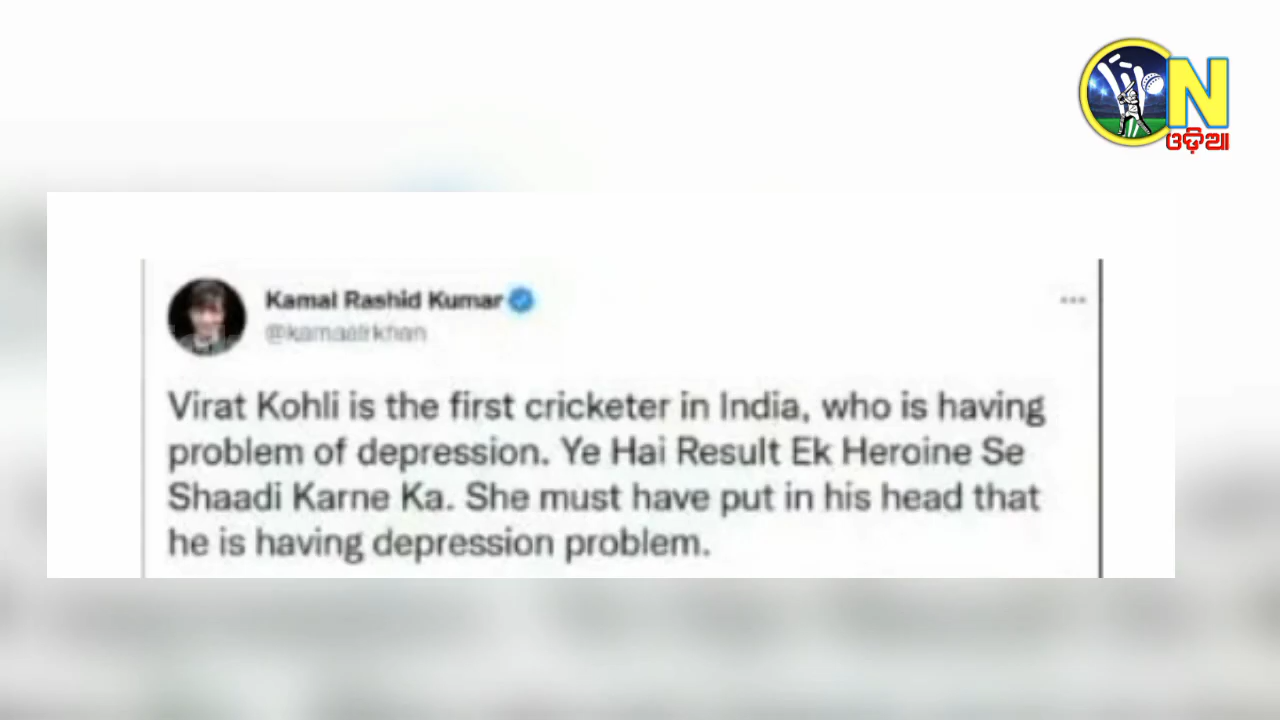 N
ଓଡ଼ିଆ
Kamal Rashid Kumar
@kamaalrkhan
Virat Kohli is the first cricketer in India, who is having
problem of depression. Ye Hai Result Ek Heroine Se
Shaadi Karne Ka. She must have put in his head that
he is having depression problem.